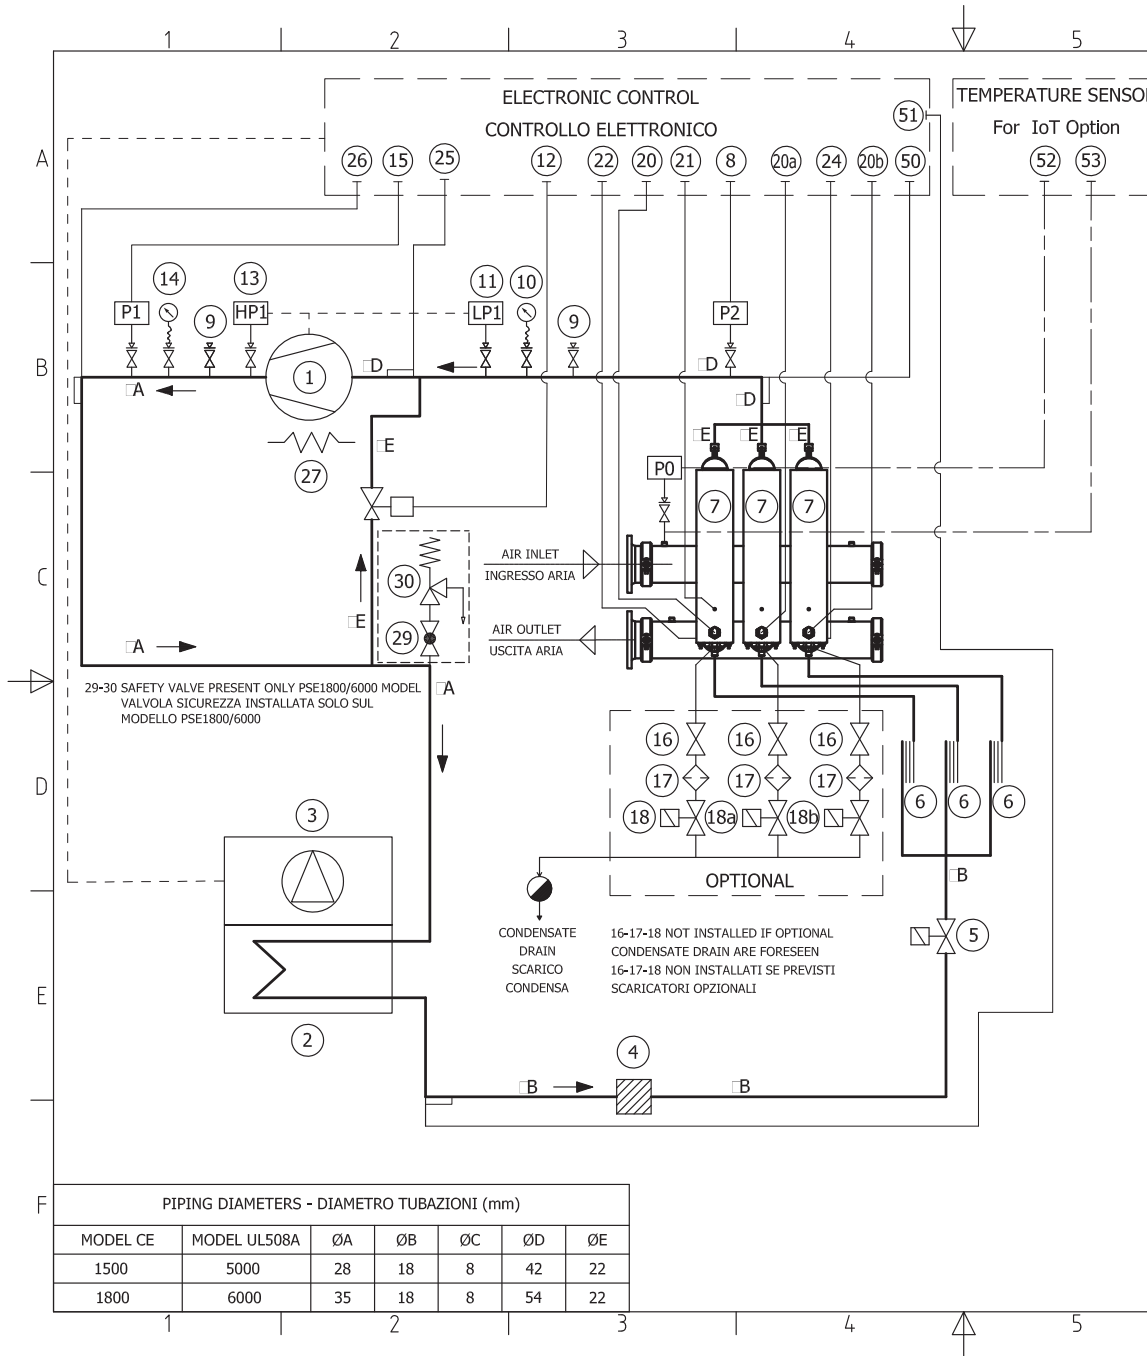 1 2 3 4 5
ELECTRONIC CONTROL
CONTROLLO ELETTRONICO
51
TEMPERATURE SENSOR
For IoT Option
A
26 15 25 12 22 20 21 8 20a 24 20b 50 52 53
14 13 11 10
P1 9 HP1 LP1 9 P2
B
□A 1 □D □D
□D
□E □E □E □E
27 P0
7 7 7
C
AIR INLET
INGRESSO ARIA
30
□E
29
AIR OUTLET
USCITA ARIA
□A
□A
29-30 SAFETY VALVE PRESENT ONLY PSE1800/6000 MODEL
VALVOLA SICUREZZA INSTALLATA SOLO SUL
MODELLO PSE1800/6000
16 16 16
D
17 17 17
6 6 6
18 18a 18b
3
OPTIONAL
□B
CONDENSATE
DRAIN
SCARICO
CONDENSA
16-17-18 NOT INSTALLED IF OPTIONAL
CONDENSATE DRAIN ARE FORESEEN
16-17-18 NON INSTALLATI SE PREVISTI
SCARICATORI OPZIONALI
5
E
2
4
□B □B
F
PIPING DIAMETERS - DIAMETRO TUBAZIONI (mm)
MODEL CE MODEL UL508A ØA ØB ØC ØD ØE
1500 5000 28 18 8 42 22
1800 6000 35 18 8 54 22
1 2 3 4 5